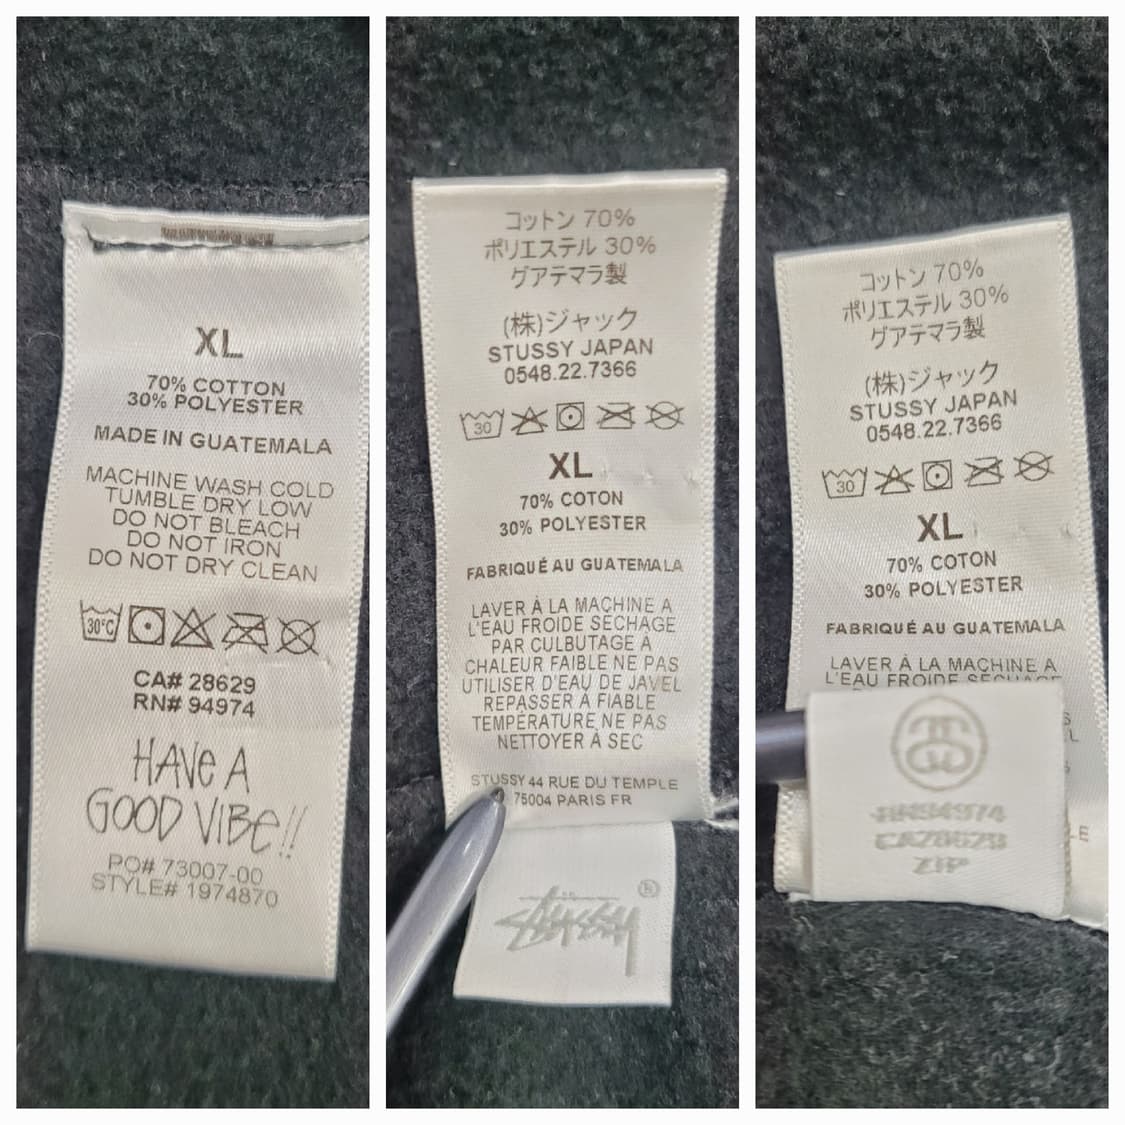 XL
70% COTTON
30% POLYESTER
MADE IN GUATEMALA
MACHINE WASH COLD
TUMBLE DRY LOW
DO NOT BLEACH
DO NOT IRON
DO NOT DRY CLEAN
30°C
CA# 28629
RN# 94974
HAVE A
GOOD VIBE!!
PO# 73007-00
STYLE# 1974870
コットン 70%
ポリエステル 30%
グアテマラ製
(株)ジャック
STUSSY JAPAN
0548.22.7366
30
XL
70% COTON
30% POLYESTER
FABRIQUÉ AU GUATEMALA
LAVER À LA MACHINE A
L'EAU FROIDE SECHAGE
PAR CULBUTAGE À
CHALEUR FAIBLE NE PAS
UTILISER D'EAU DE JAVEL
REPASSER À FIABLE
TEMPÉRATURE NE PAS
NETTOYER À SEC
STUSSY 44 RUE DU TEMPLE
75004 PARIS FR
STÜSSY ®
コットン 70%
ポリエステル 30%
グアテマラ製
(株)ジャック
STUSSY JAPAN
0548.22.7366
30
XL
70% COTON
30% POLYESTER
FABRIQUÉ AU GUATEMALA
LAVER À LA MACHINE A
L'EAU FROIDE SECHAGE
RN94974
CA28629
ZIP